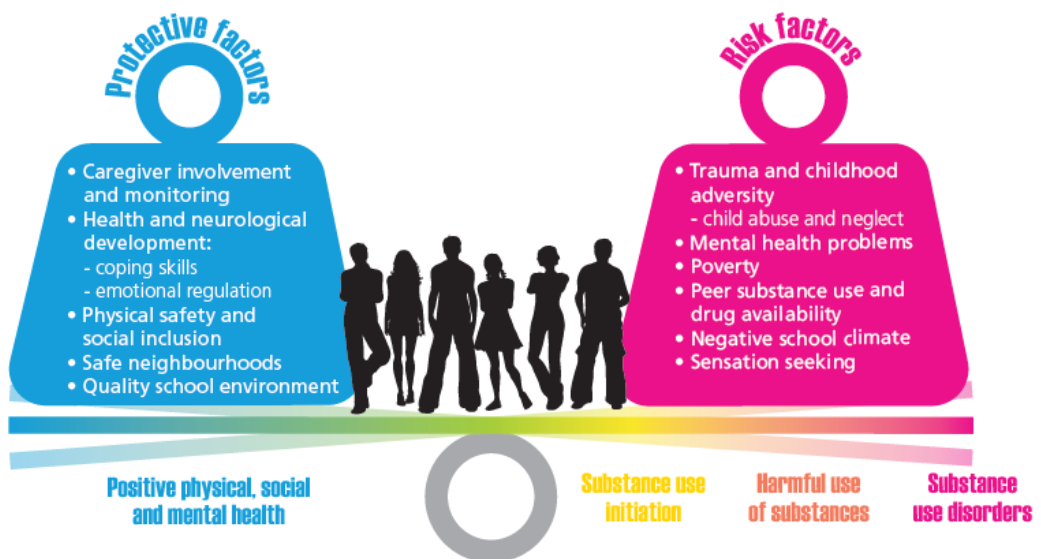 Protective factors
• Caregiver involvement
and monitoring
• Health and neurological
development:
- coping skills
- emotional regulation
• Physical safety and
social inclusion
• Safe neighbourhoods
• Quality school environment
Risk factors
• Trauma and childhood
adversity
- child abuse and neglect
• Mental health problems
• Poverty
• Peer substance use and
drug availability
• Negative school climate
• Sensation seeking
Positive physical, social
and mental health
Substance use
initiation
Harmful use
of substances
Substance
use disorders